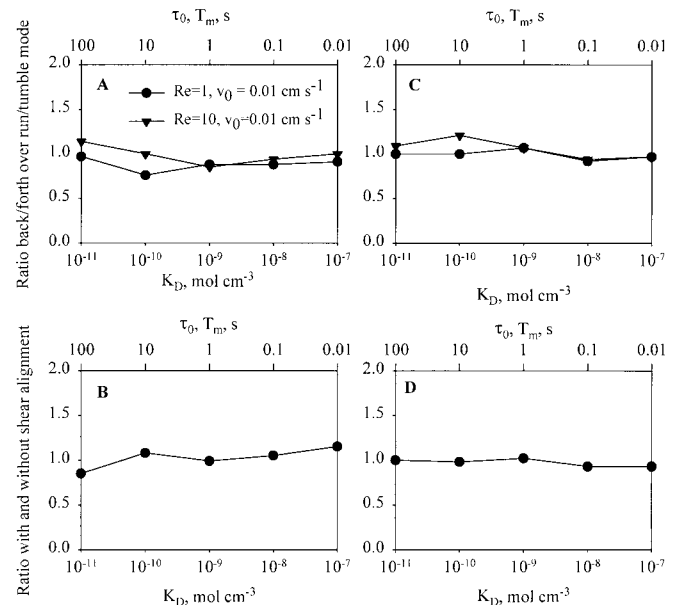 τ0, Tm, s
100 10 1 0.1 0.01
A
Re=1, v0 = 0.01 cm s-1
Re=10, v0=0.01 cm s-1
2.0
1.5
1.0
0.5
0.0
Ratio back/forth over run/tumble mode
10-11 10-10 10-9 10-8 10-7
KD, mol cm-3
τ0, Tm, s
100 10 1 0.1 0.01
C
2.0
1.5
1.0
0.5
0.0
10-11 10-10 10-9 10-8 10-7
KD, mol cm-3
τ0, Tm, s
100 10 1 0.1 0.01
B
2.0
1.5
1.0
0.5
0.0
Ratio with and without shear alignment
10-11 10-10 10-9 10-8 10-7
KD, mol cm-3
τ0, Tm, s
100 10 1 0.1 0.01
D
2.0
1.5
1.0
0.5
0.0
10-11 10-10 10-9 10-8 10-7
KD, mol cm-3